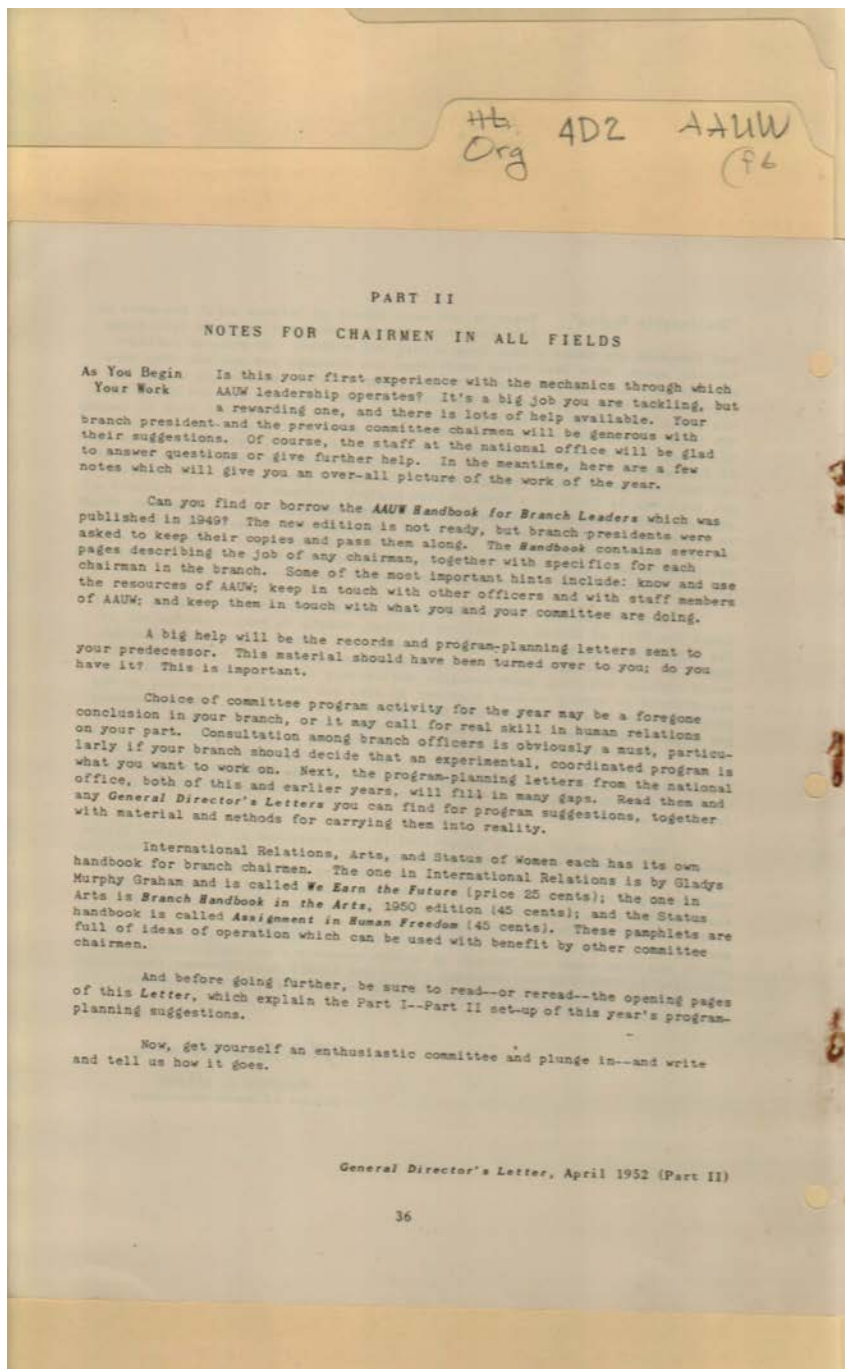 Org 4D2 AAUW
PART II
NOTES FOR CHAIRMEN IN ALL FIELDS
As You Begin Your Work
Is this your first experience with the mechanics through which
AAUW leadership operates? It's a big job you are tackling, but
a rewarding one, and there is lots of help available. Your
branch president and the previous committee chairmen will be generous with
their suggestions. Of course, the staff at the national office will be glad
to answer questions or give further help. In the meantime, here are a few
notes which will give you an over-all picture of the work of the year.
Can you find or borrow the AAUW Handbook for Branch Leaders which was
published in 1949? The new edition is not ready, but branch presidents were
asked to keep their copies and pass them along. The Handbook contains several
pages describing the job of any chairman, together with specifics for each
chairman in the branch. Some of the most important hints include: know and use
the resources of AAUW; keep in touch with other officers and with staff members
of AAUW; and keep them in touch with what you and your committee are doing.
A big help will be the records and program-planning letters sent to
your predecessor. This material should have been turned over to you; do you
have it? This is important.
Choice of committee program activity for the year may be a foregone
conclusion in your branch, or it may call for real skill in human relations
on your part. Consultation among branch officers is obviously a must, particu-
larly if your branch should decide that an experimental, coordinated program is
what you want to work on. Next, the program-planning letters from the national
office, both of this and earlier years, will fill in many gaps. Read them and
any General Director's Letters you can find for program suggestions, together
with material and methods for carrying them into reality.
International Relations, Arts, and Status of Women each has its own
handbook for branch chairmen. The one in International Relations is by Gladys
Murphy Graham and is called We Earn the Future (price 25 cents); the one in
Arts is Branch Handbook in the Arts, 1950 edition (45 cents); and the Status
handbook is called Assignment in Human Freedom (45 cents). These pamphlets are
full of ideas of operation which can be used with benefit by other committee
chairmen.
And before going further, be sure to read--or reread--the opening pages
of this Letter, which explain the Part I--Part II set-up of this year's program-
planning suggestions.
Now, get yourself an enthusiastic committee and plunge in--and write
and tell us how it goes.
General Director's Letter, April 1952 (Part II)
36